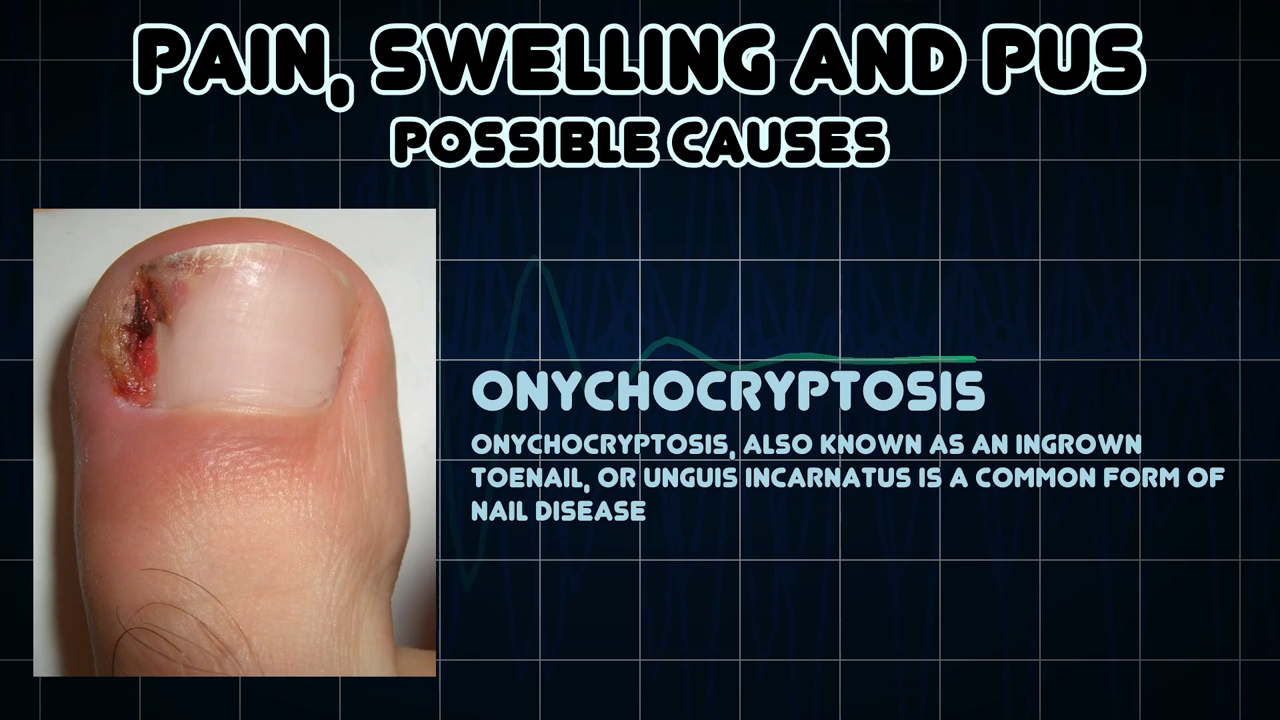 PAIN, SWELLING AND PUS
POSSIBLE CAUSES
ONYCHOCRYPTOSIS
ONYCHOCRYPTOSIS, ALSO KNOWN AS AN INGROWN
TOENAIL, OR UNGUIS INCARNATUS IS A COMMON FORM OF
NAIL DISEASE